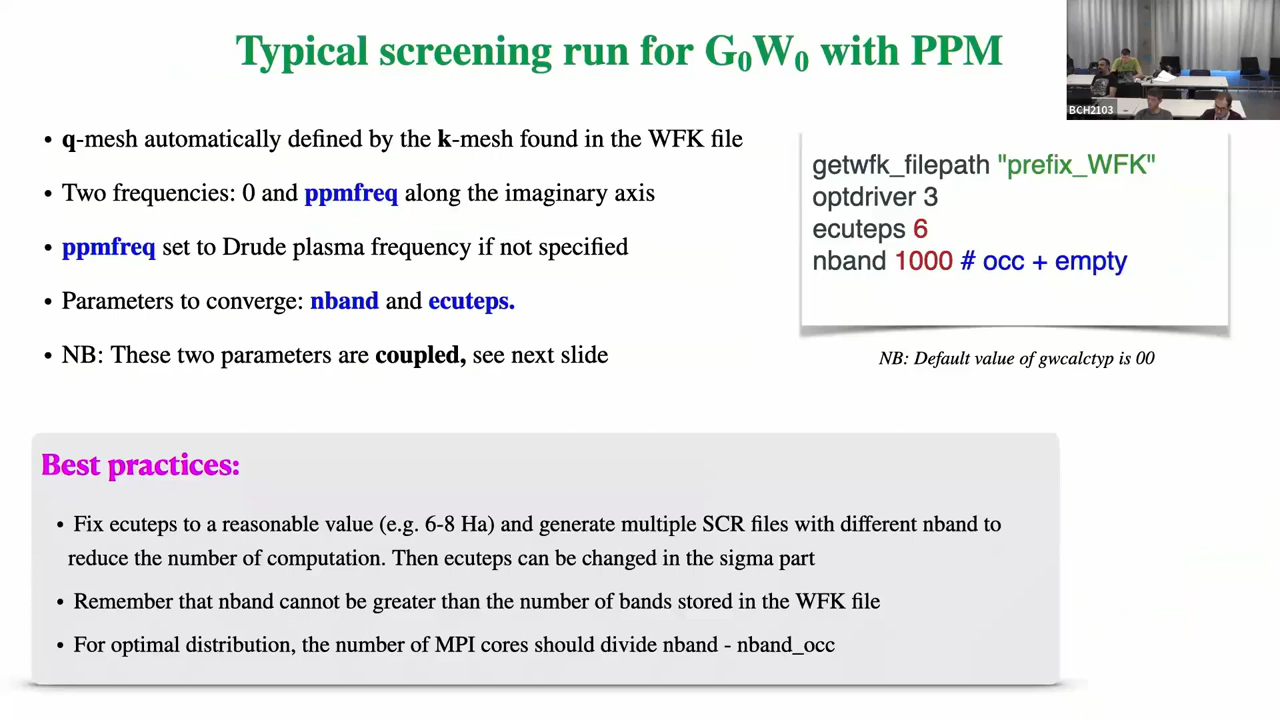 Typical screening run for G₀W₀ with PPM
BCH2103
• q-mesh automatically defined by the k-mesh found in the WFK file
• Two frequencies: 0 and ppmfreq along the imaginary axis
• ppmfreq set to Drude plasma frequency if not specified
• Parameters to converge: nband and ecuteps.
• NB: These two parameters are coupled, see next slide
getwfk_filepath "prefix_WFK"
optdriver 3
ecuteps 6
nband 1000 # occ + empty
NB: Default value of gwcalctyp is 00
Best practices:
• Fix ecuteps to a reasonable value (e.g. 6-8 Ha) and generate multiple SCR files with different nband to
reduce the number of computation. Then ecuteps can be changed in the sigma part
• Remember that nband cannot be greater than the number of bands stored in the WFK file
• For optimal distribution, the number of MPI cores should divide nband - nband_occ